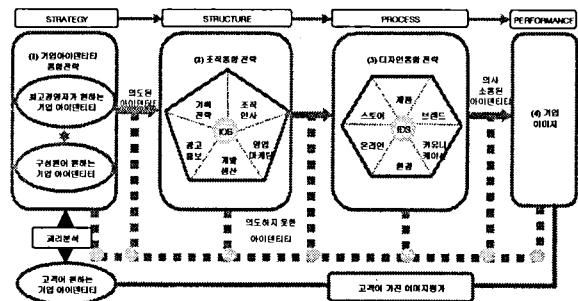 STRATEGY
STRUCTURE
PROCESS
PERFORMANCE
(1) 기업아이덴티티
통합전략
최고경영자가 원하는
기업 아이덴티티
구성원이 원하는
기업 아이덴티티
괴리분석
고객이 원하는
기업 아이덴티티
의도된
아이덴티티
(2) 조직통합 전략
기획
전략
조직
인사
광고
홍보
영업
마케팅
개발
생산
의도하지 못한
아이덴티티
(3) 디자인통합 전략
제품
스토어
브랜드
IDS
온라인
커뮤니
케이션
환경
의사
소통된
아이덴티티
(4) 기업
이미지
고객이 가진 이미지평가